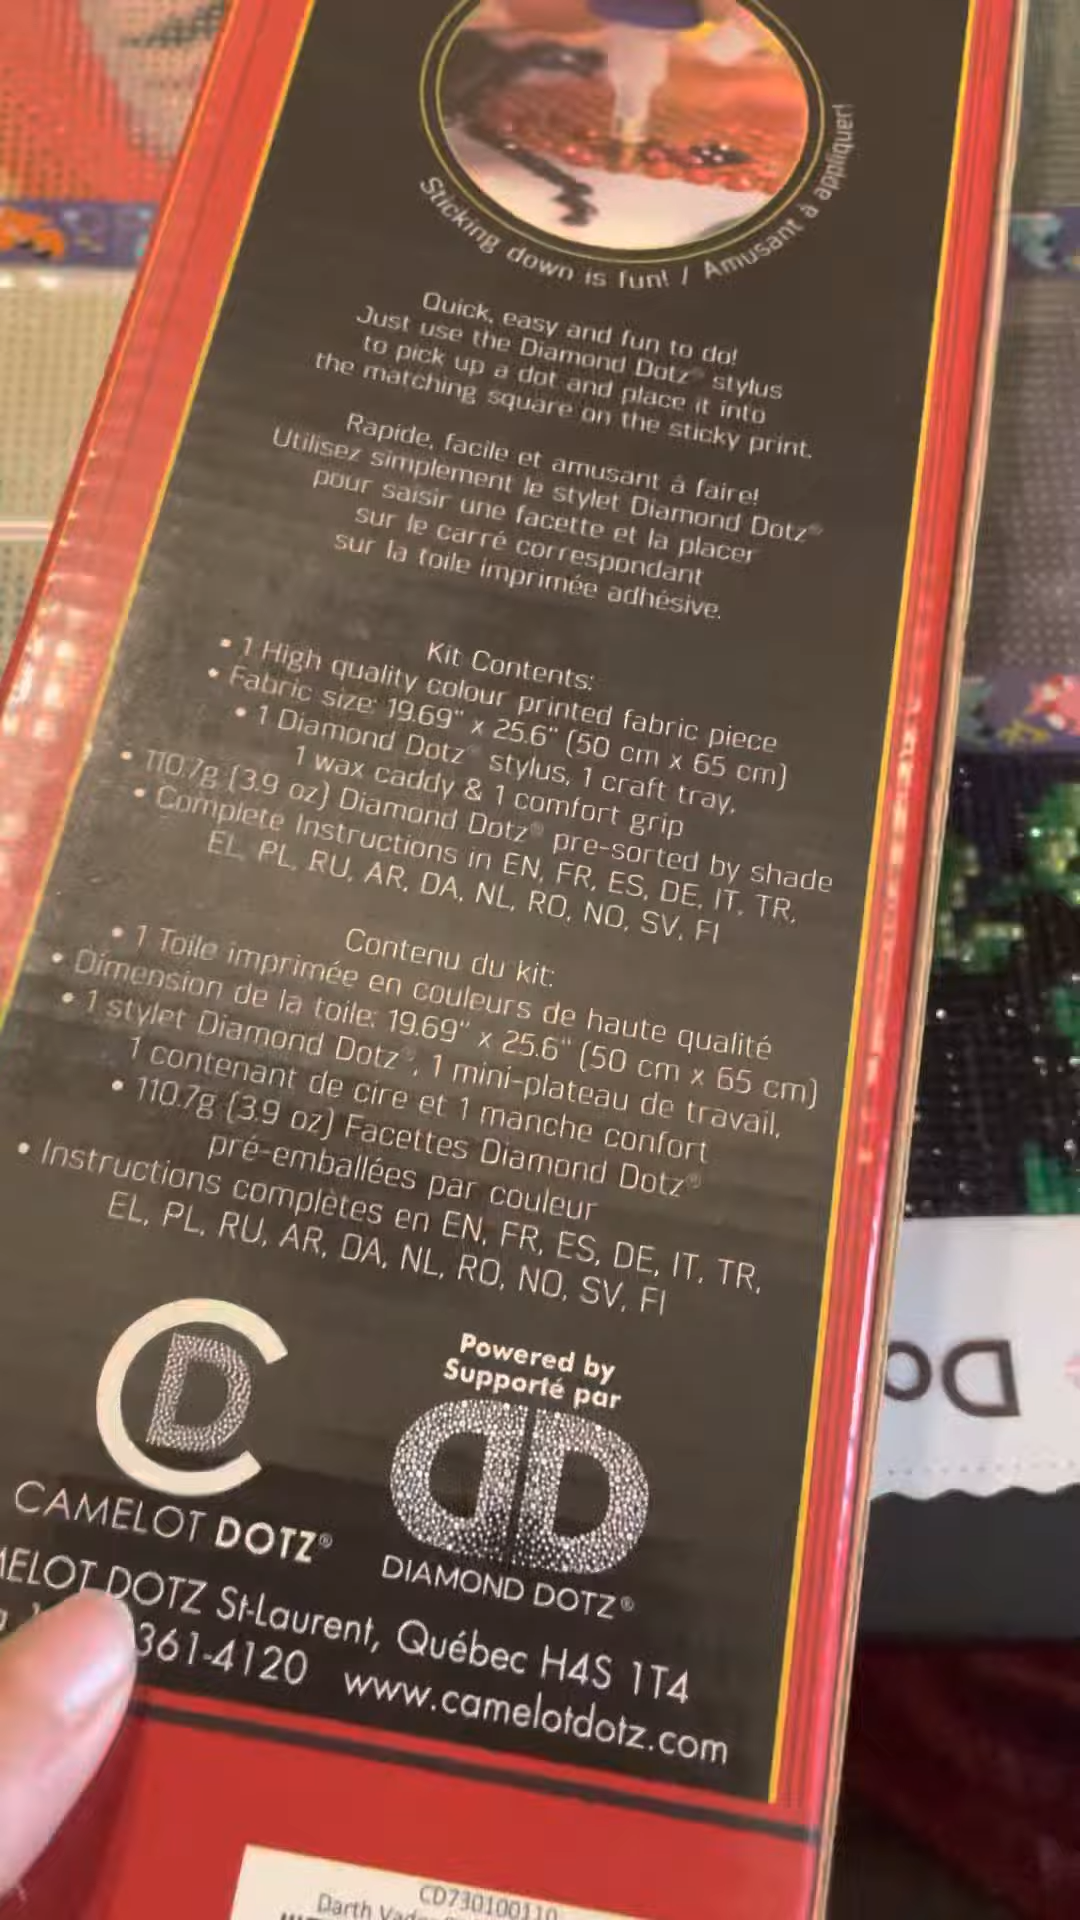 Sticking down is fun! / Amusant à appliquer!
Quick, easy and fun to do!
Just use the Diamond Dotz® stylus
to pick up a dot and place it into
the matching square on the sticky print.
Rapide, facile et amusant à faire!
Utilisez simplement le stylet Diamond Dotz®
pour saisir une facette et la placer
sur le carré correspondant
sur la toile imprimée adhésive.
Kit Contents:
• 1 High quality colour printed fabric piece
• Fabric size: 19.69" x 25.6" (50 cm x 65 cm)
• 1 Diamond Dotz® stylus, 1 craft tray,
1 wax caddy & 1 comfort grip
• 110.7g (3.9 oz) Diamond Dotz® pre-sorted by shade
• Complete Instructions in EN, FR, ES, DE, IT, TR,
EL, PL, RU, AR, DA, NL, RO, NO, SV, FI
Contenu du kit:
• 1 Toile imprimée en couleurs de haute qualité
• Dimension de la toile: 19.69" x 25.6" (50 cm x 65 cm)
• 1 stylet Diamond Dotz®, 1 mini-plateau de travail,
1 contenant de cire et 1 manche confort
• 110.7g (3.9 oz) Facettes Diamond Dotz®
pré-emballées par couleur
• Instructions complètes en EN, FR, ES, DE, IT, TR,
EL, PL, RU, AR, DA, NL, RO, NO, SV, FI
Powered by
Supporté par
CD
CAMELOT DOTZ®
DD
DIAMOND DOTZ®
DOTZ St-Laurent, Québec H4S 1T4
361-4120 www.camelotdotz.com
CD730100110
Darth